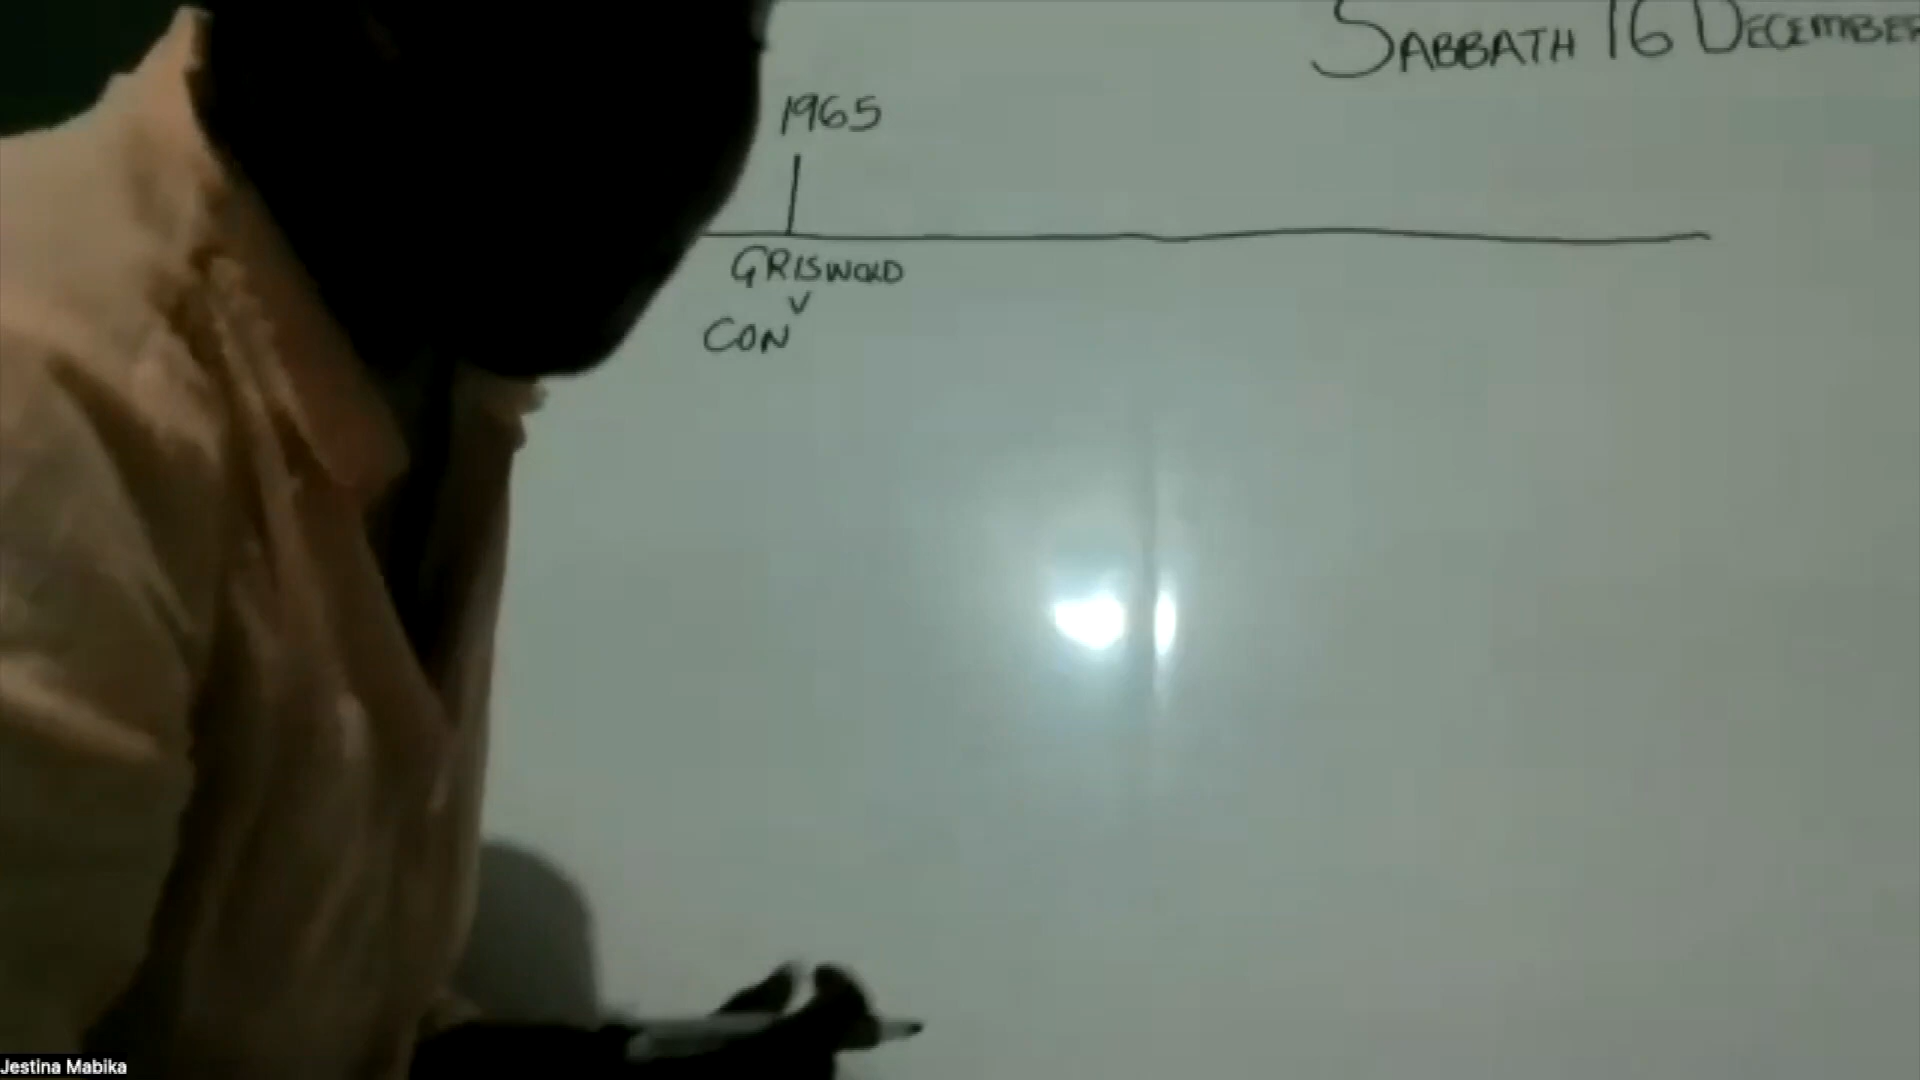 SABBATH 16 DECEMBER
1965
GRISWOLD
V
CON
Jestina Mabika